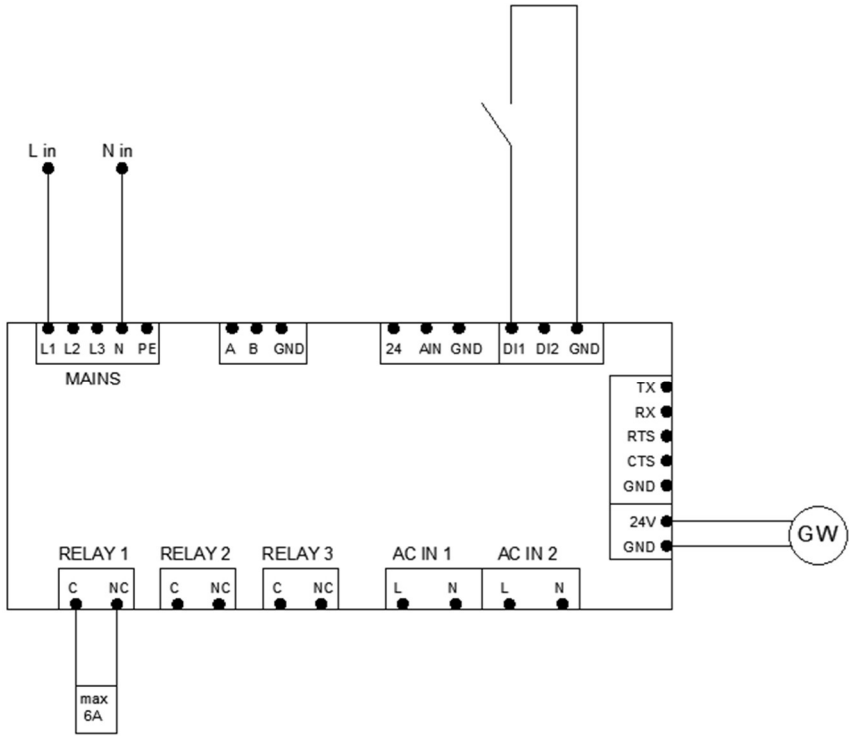 L in N in
L1 L2 L3 N PE A B GND 24 AIN GND DI1 DI2 GND
MAINS
TX
RX
RTS
CTS
GND
24V
GND
GW
RELAY 1 RELAY 2 RELAY 3 AC IN 1 AC IN 2
C NC C NC C NC L N L N
max
6A